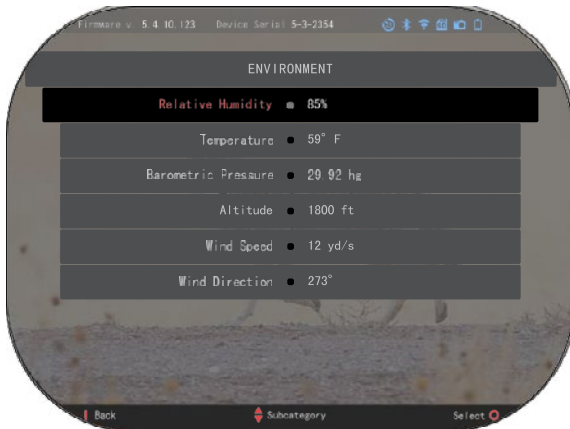 Firmware v. 5.4.10.123 Device Serial 5-3-2354
ENVIRONMENT
Relative Humidity 85%
Temperature 59° F
Barometric Pressure 29.92 hg
Altitude 1800 ft
Wind Speed 12 yd/s
Wind Direction 273°
Back Subcategory Select